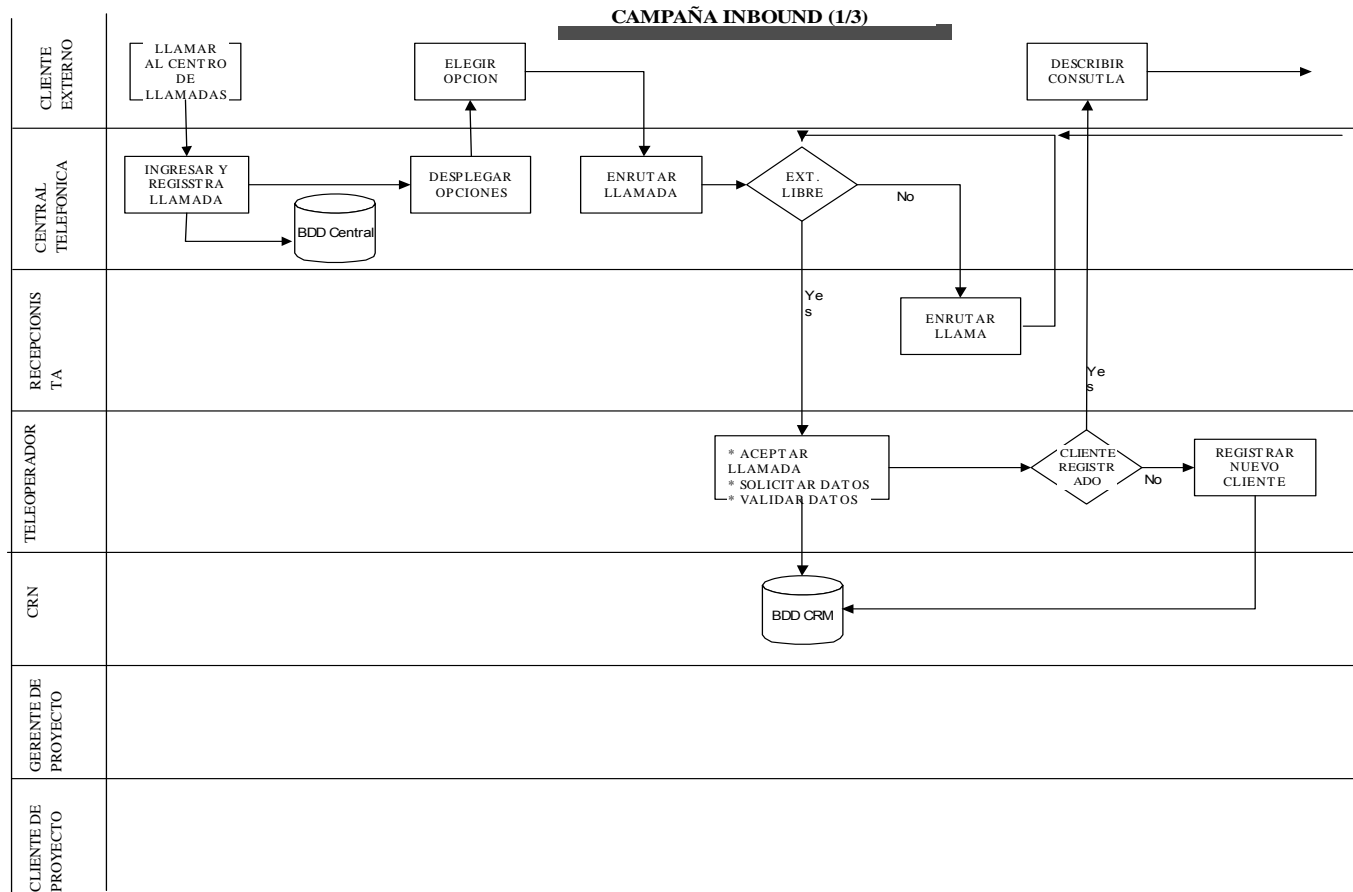 CAMPAÑA INBOUND (1/3)
CLIENTE
EXTERNO
LLAMAR
AL CENTRO
DE
LLAMADAS
ELEGIR
OPCION
DESCRIBIR
CONSUTLA
CENTRAL
TELEFONICA
INGRESAR Y
REGISSTRA
LLAMADA
BDD Central
DESPLEGAR
OPCIONES
ENRUTAR
LLAMADA
EXT.
LIBRE
No
RECEPCIONIS
TA
Ye
s
ENRUTAR
LLAMA
Ye
s
TELEOPERADOR
* ACEPTAR
LLAMADA
* SOLICITAR DATOS
* VALIDAR DATOS
CLIENTE
REGISTR
ADO
No
REGISTRAR
NUEVO
CLIENTE
CRN
BDD CRM
GERENTE DE
PROYECTO
CLIENTE DE
PROYECTO